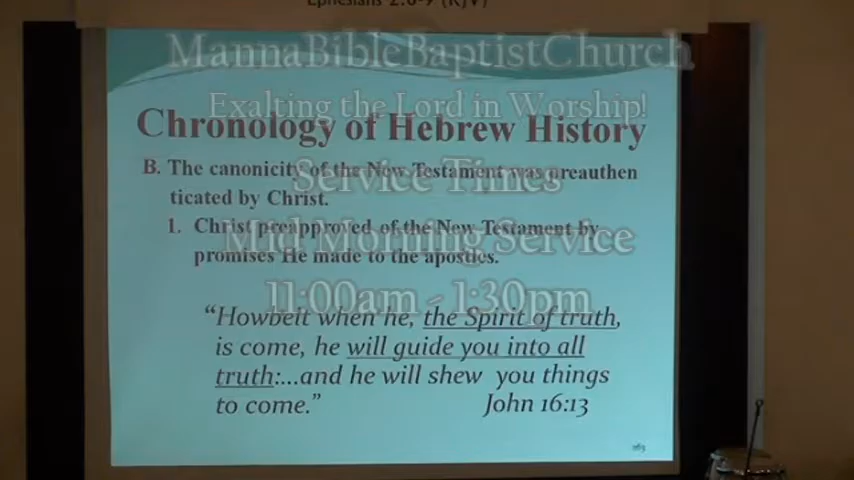 Ephesians 2:8-9 (KJV)
MannaBibleBaptistChurch
Exalting the Lord in Worship!
Chronology of Hebrew History
B. The canonicity of the New Testament was preauthen
ticated by Christ.
Service Times
1. Christ preapproved of the New Testament by
Mid Morning Service
promises He made to the apostles.
11:00am - 1:30pm
“Howbeit when he, the Spirit of truth,
is come, he will guide you into all
truth:...and he will shew you things
to come.” John 16:13